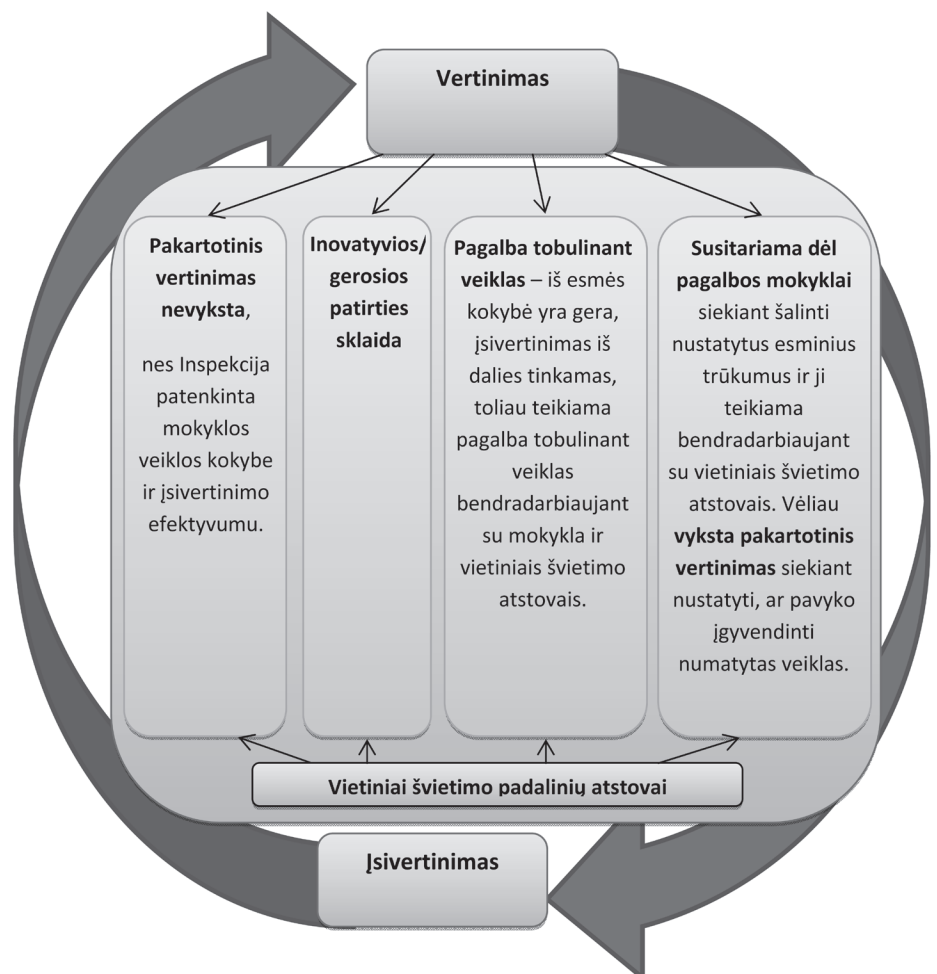 Vertinimas
Pakartotinis
vertinimas
nevyksta,
nes Inspekcija
patenkinta
mokyklos
veiklos kokybe
ir įsivertinimo
efektyvumu.
Inovatyvios/
gerosios
patirties
sklaida
Pagalba tobulinant
veiklas – iš esmės
kokybė yra gera,
įsivertinimas iš
dalies tinkamas,
toliau teikiama
pagalba tobulinant
veiklas
bendradarbiaujant
su mokykla ir
vietiniais švietimo
atstovais.
Susitariama dėl
pagalbos mokyklai
siekiant šalinti
nustatytus esminius
trūkumus ir ji
teikiama
bendradarbiaujant
su vietiniais švietimo
atstovais. Vėliau
vyksta pakartotinis
vertinimas siekiant
nustatyti, ar pavyko
įgyvendinti
numatytas veiklas.
Vietiniai švietimo padalinių atstovai
Įsivertinimas